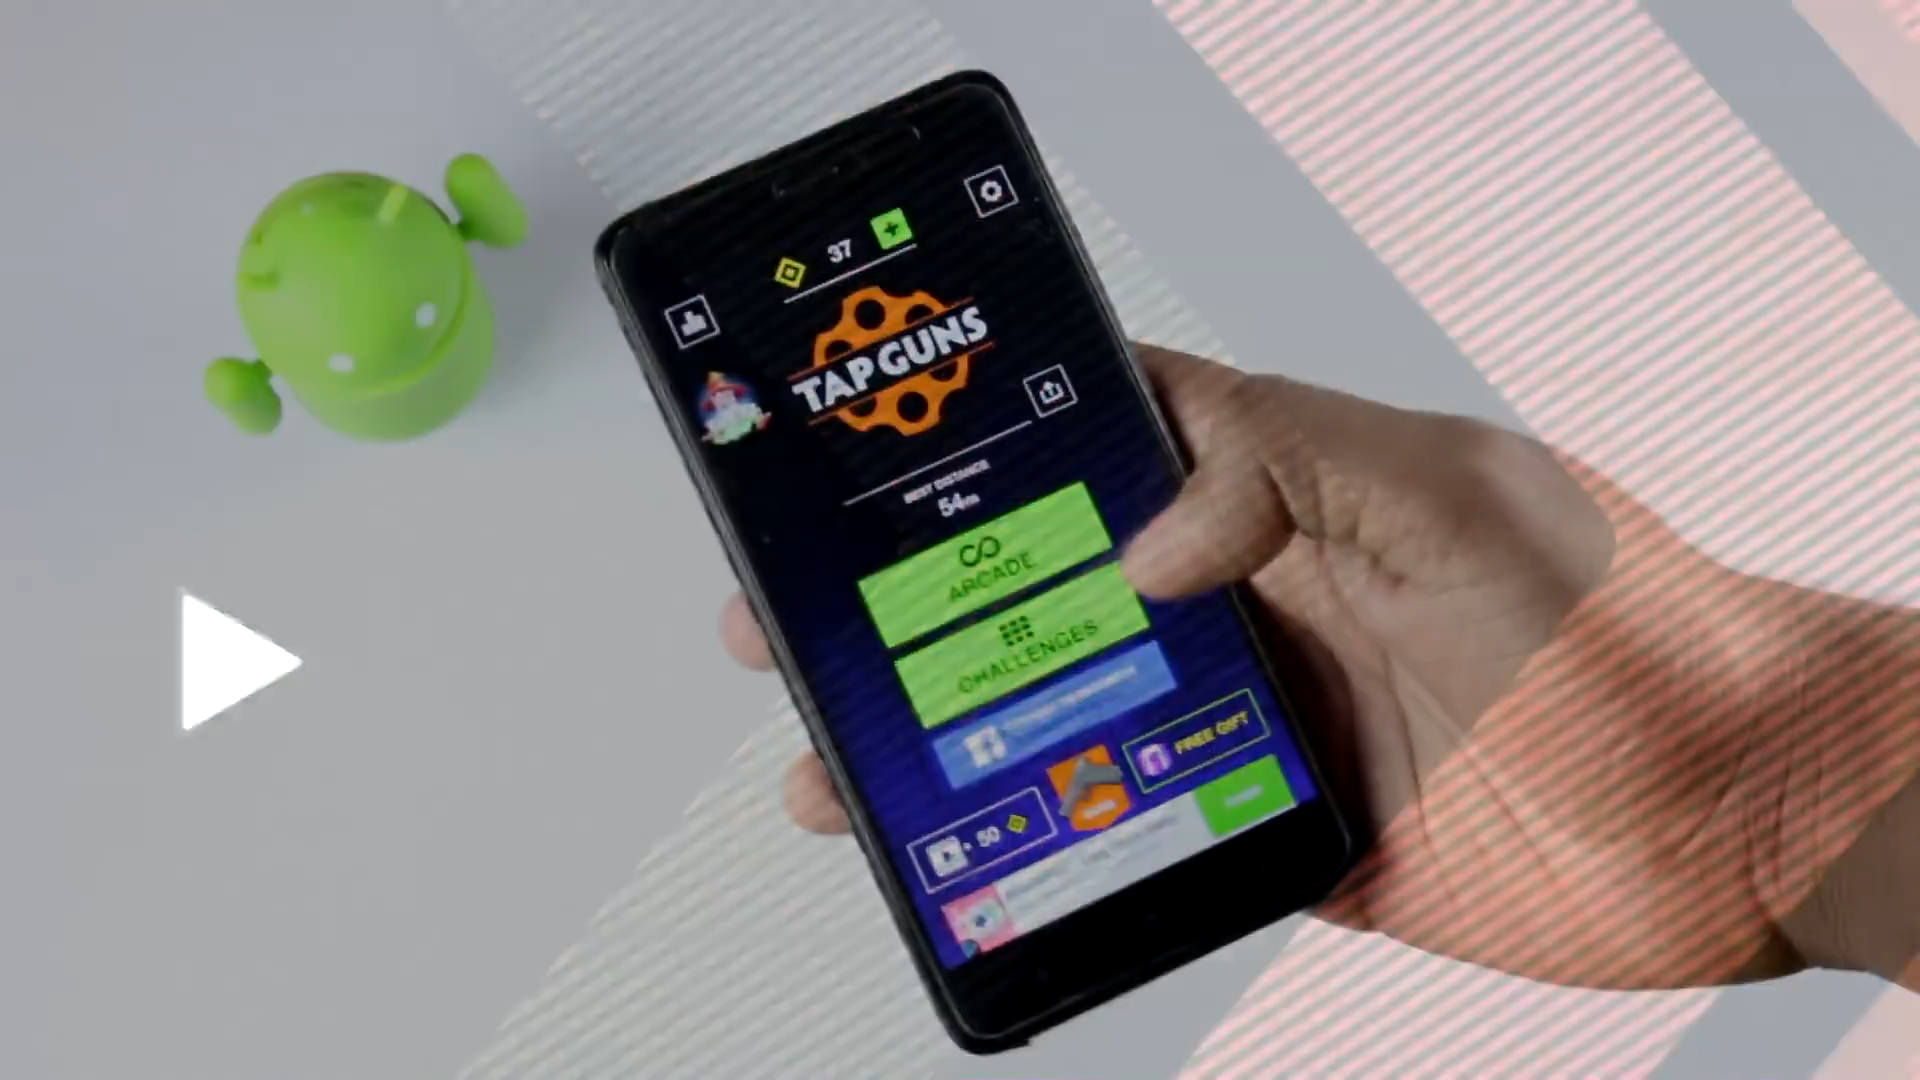 37
TAP GUNS
BEST DISTANCE
54m
ARCADE
CHALLENGES
FREE GIFT
50